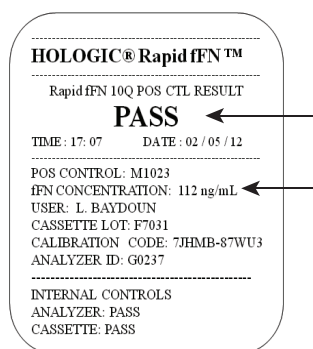 HOLOGIC® Rapid fFN ™
Rapid fFN 10Q POS CTL RESULT
PASS
TIME : 17: 07 DATE : 02 / 05 / 12
POS CONTROL: M1023
fFN CONCENTRATION: 112 ng/mL
USER: L. BAYDOUN
CASSETTE LOT: F7031
CALIBRATION CODE: 7JHMB-87WU3
ANALYZER ID: G0237
INTERNAL CONTROLS
ANALYZER: PASS
CASSETTE: PASS